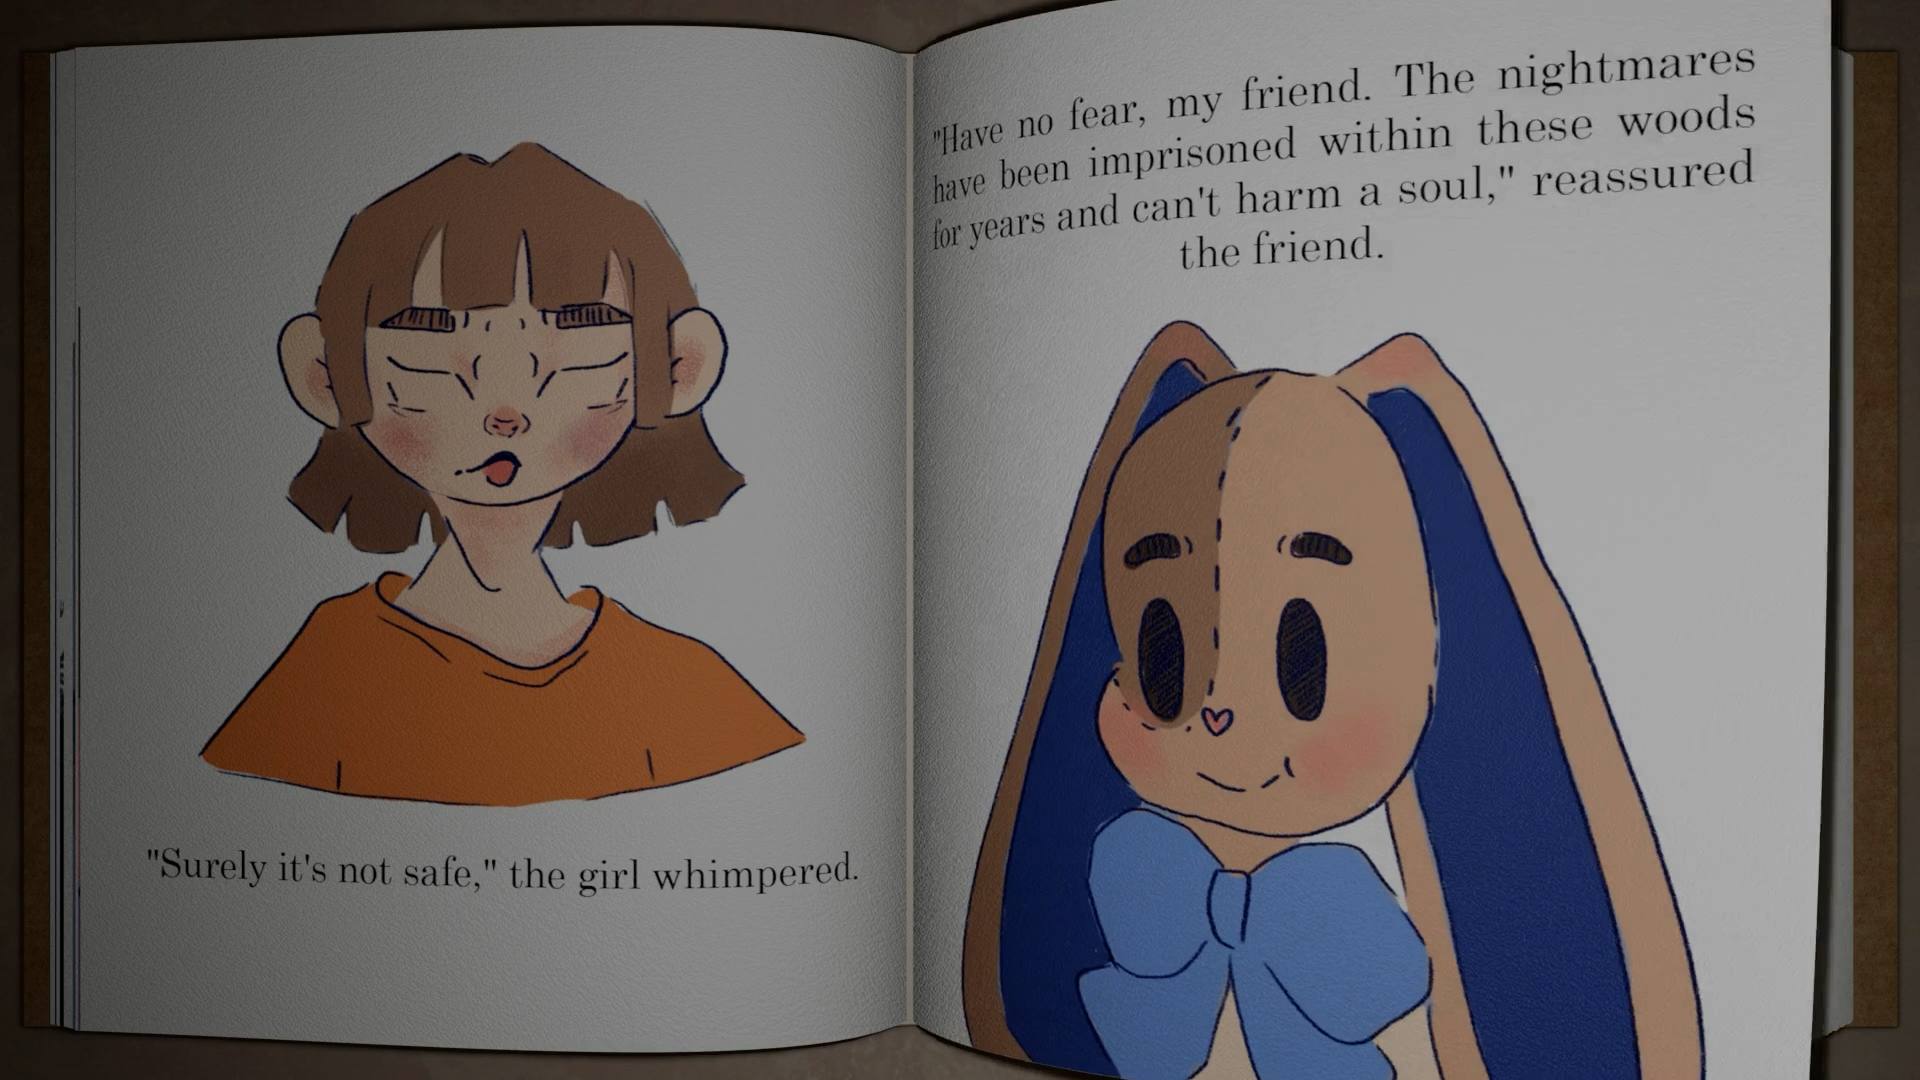 "Surely it's not safe," the girl whimpered.
"Have no fear, my friend. The nightmares
have been imprisoned within these woods
for years and can't harm a soul," reassured
the friend.